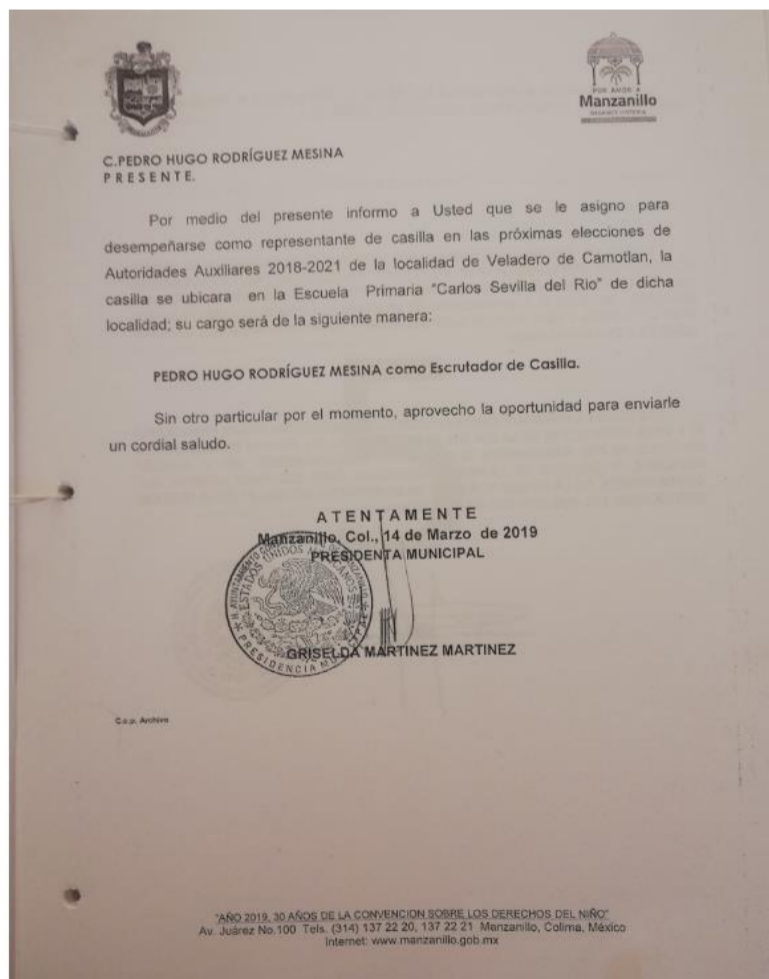 POR AMOR A
Manzanillo
C.PEDRO HUGO RODRÍGUEZ MESINA
P R E S E N T E.
Por medio del presente informo a Usted que se le asigno para
desempeñarse como representante de casilla en las próximas elecciones de
Autoridades Auxiliares 2018-2021 de la localidad de Veladero de Camotlan, la
casilla se ubicara en la Escuela Primaria "Carlos Sevilla del Rio" de dicha
localidad; su cargo será de la siguiente manera:
PEDRO HUGO RODRÍGUEZ MESINA como Escrutador de Casilla.
Sin otro particular por el momento, aprovecho la oportunidad para enviarle
un cordial saludo.
A T E N T A M E N T E
Manzanillo, Col., 14 de Marzo de 2019
PRESIDENTA MUNICIPAL
ESTADOS UNIDOS
PRESIDENCIA
GRISELDA MARTINEZ MARTINEZ
C.c.p. Archivo
"AÑO 2019, 30 AÑOS DE LA CONVENCION SOBRE LOS DERECHOS DEL NIÑO"
Av. Juárez No.100 Tels. (314) 137 22 20, 137 22 21 Manzanillo, Colima, México
Internet: www.manzanillo.gob.mx